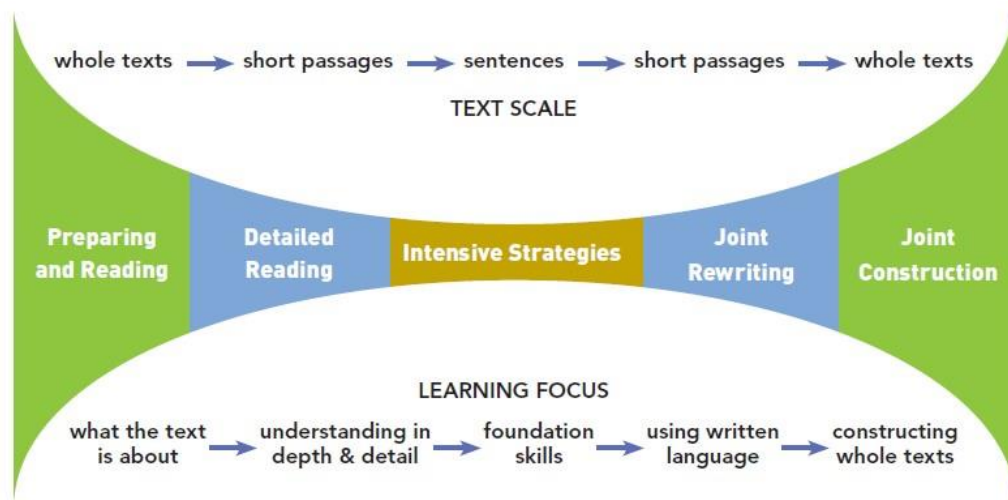 whole texts short passages sentences short passages whole texts
TEXT SCALE
Preparing
and Reading
Detailed
Reading
Intensive Strategies
Joint
Rewriting
Joint
Construction
LEARNING FOCUS
what the text
is about
understanding in
depth & detail
foundation
skills
using written
language
constructing
whole texts